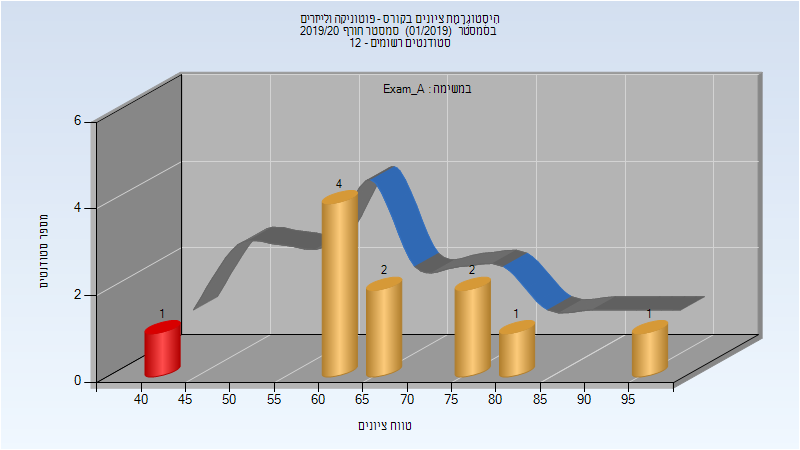 היסטוגרמת ציונים בקורס - פוטוניקה ולייזרים
בסמסטר (01/2019) סמסטר חורף 2019/20
סטודנטים רשומים - 12
במשימה : Exam_A
מספר סטודנטים
6
4
2
0
1
4
2
2
1
1
40 45 50 55 60 65 70 75 80 85 90 95
טווח ציונים